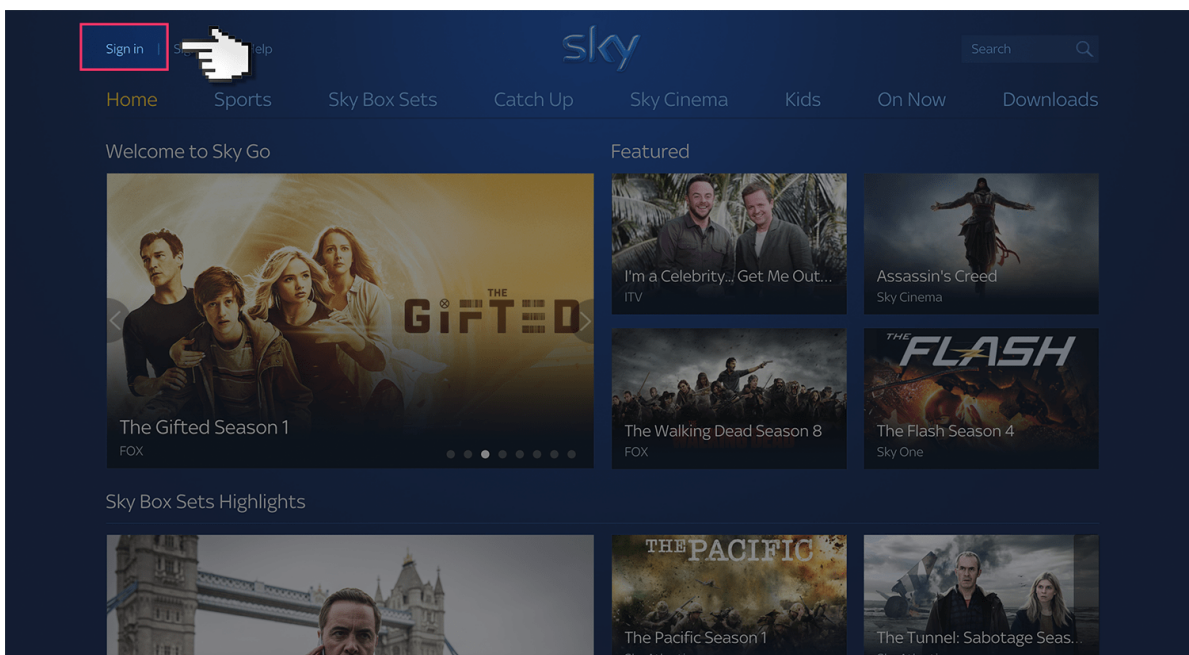 Sign in | elp
sky
Search
Home Sports Sky Box Sets Catch Up Sky Cinema Kids On Now Downloads
Welcome to Sky Go
THE
GIFTED
The Gifted Season 1
FOX
Featured
I'm a Celebrity... Get Me Out...
ITV
Assassin's Creed
Sky Cinema
The Walking Dead Season 8
FOX
THE
FLASH
The Flash Season 4
Sky One
Sky Box Sets Highlights
THE PACIFIC
The Pacific Season 1
The Tunnel: Sabotage Seas...